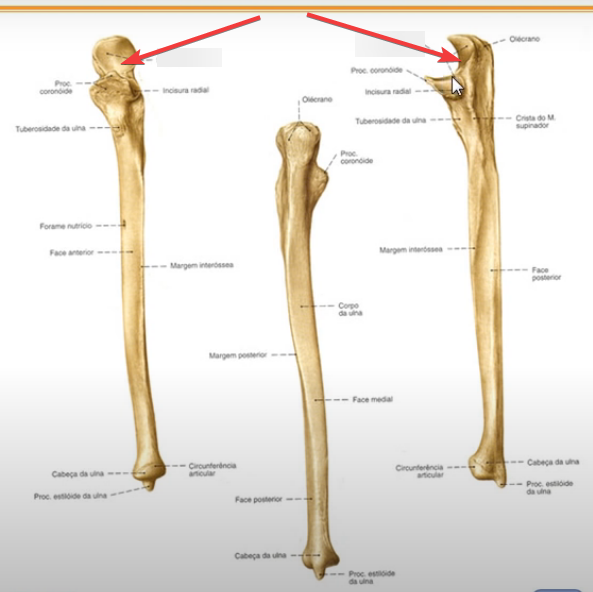 Proc.
coronóide
Incisura radial
Tuberosidade da ulna
Forame nutrício
Face anterior
Margem interóssea
Cabeça da ulna
Circunferência
articular
Proc. estilóide da ulna
Olécrano
Proc.
coronóide
Corpo
da ulna
Margem posterior
Face medial
Face posterior
Cabeça da ulna
Proc. estilóide
da ulna
Olécrano
Proc. coronóide
Incisura radial
Tuberosidade da ulna
Crista do M.
supinador
Margem interóssea
Face
posterior
Circunferência
articular
Cabeça da ulna
Proc. estilóide
da ulna